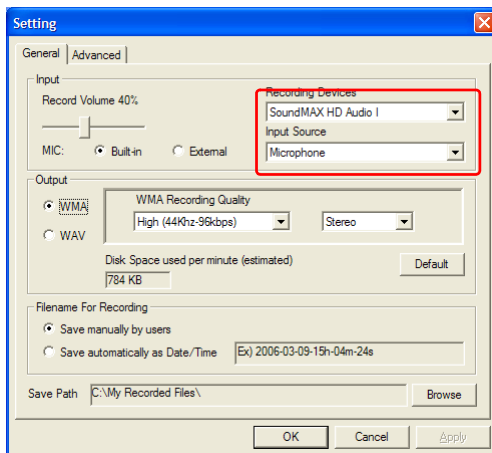 Setting
General
Advanced
Input
Record Volume 40%
MIC:
Built-in
External
Recording Devices
SoundMAX HD Audio I
Input Source
Microphone
Output
WMA
WAV
WMA Recording Quality
High (44Khz-96kbps)
Stereo
Disk Space used per minute (estimated)
784 KB
Default
Filename For Recording
Save manually by users
Save automatically as Date/Time
Ex) 2006-03-09-15h-04m-24s
Save Path
C:\My Recorded Files\
Browse
OK
Cancel
Apply